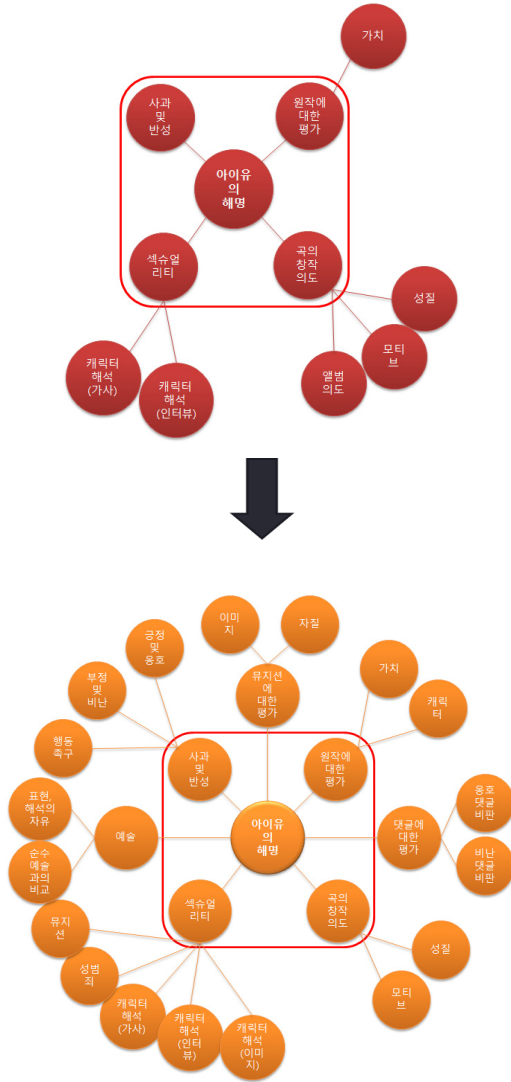 가치
사과
및
반성
원작에
대한
평가
아이유
의
해명
섹슈얼
리티
곡의
창작
의도
성질
모티
브
앨범
의도
캐릭터
해석
(가사)
캐릭터
해석
(인터뷰)
이미
지
자질
긍정
및
옹호
뮤지션
에
대한
평가
가치
부정
및
비난
캐릭
터
행동
촉구
사과
및
반성
원작에
대한
평가
표현,
해석의
자유
예술
아이유
의
해명
댓글에
대한
평가
옹호
댓글
비판
순수
예술
과의
비교
비난
댓글
비판
뮤지
션
섹슈얼
리티
곡의
창작
의도
성질
성범
죄
모티
브
캐릭터
해석
(가사)
캐릭터
해석
(인터
뷰)
캐릭터
해석
(이미
지)